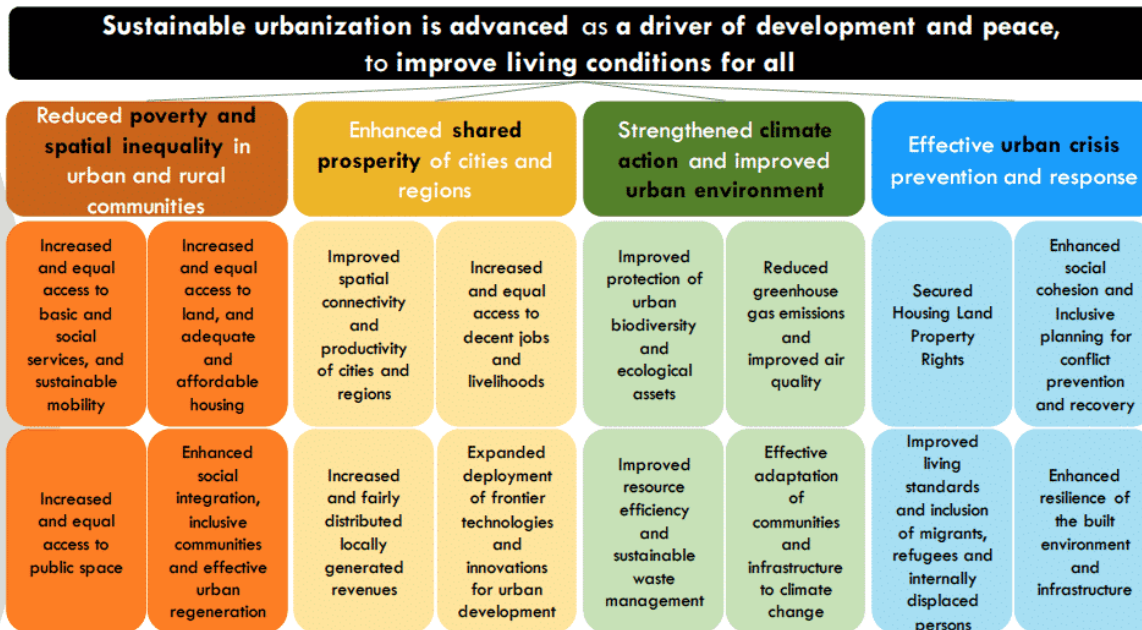 Sustainable urbanization is advanced as a driver of development and peace,
to improve living conditions for all
Reduced poverty and
spatial inequality in
urban and rural
communities
Enhanced shared
prosperity of cities and
regions
Strengthened climate
action and improved
urban environment
Effective urban crisis
prevention and response
Increased
and equal
access to
basic and
social
services, and
sustainable
mobility
Increased
and equal
access to
land, and
adequate
and
affordable
housing
Improved
spatial
connectivity
and
productivity
of cities and
regions
Increased
and equal
access to
decent jobs
and
livelihoods
Improved
protection of
urban
biodiversity
and
ecological
assets
Reduced
greenhouse
gas emissions
and
improved air
quality
Secured
Housing Land
Property
Rights
Enhanced
social
cohesion and
Inclusive
planning for
conflict
prevention
and recovery
Increased
and equal
access to
public space
Enhanced
social
integration,
inclusive
communities
and effective
urban
regeneration
Increased
and fairly
distributed
locally
generated
revenues
Expanded
deployment
of frontier
technologies
and
innovations
for urban
development
Improved
resource
efficiency
and
sustainable
waste
management
Effective
adaptation
of
communities
and
infrastructure
to climate
change
Improved
living
standards
and inclusion
of migrants,
refugees and
internally
displaced
persons
Enhanced
resilience of
the built
environment
and
infrastructure